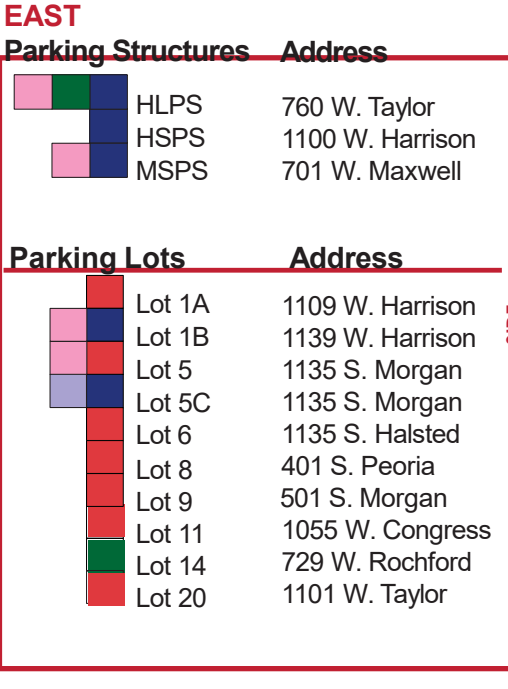 EAST
Parking Structures Address
HLPS 760 W. Taylor
HSPS 1100 W. Harrison
MSPS 701 W. Maxwell
Parking Lots Address
Lot 1A 1109 W. Harrison
Lot 1B 1139 W. Harrison
Lot 5 1135 S. Morgan
Lot 5C 1135 S. Morgan
Lot 6 1135 S. Halsted
Lot 8 401 S. Peoria
Lot 9 501 S. Morgan
Lot 11 1055 W. Congress
Lot 14 729 W. Rochford
Lot 20 1101 W. Taylor